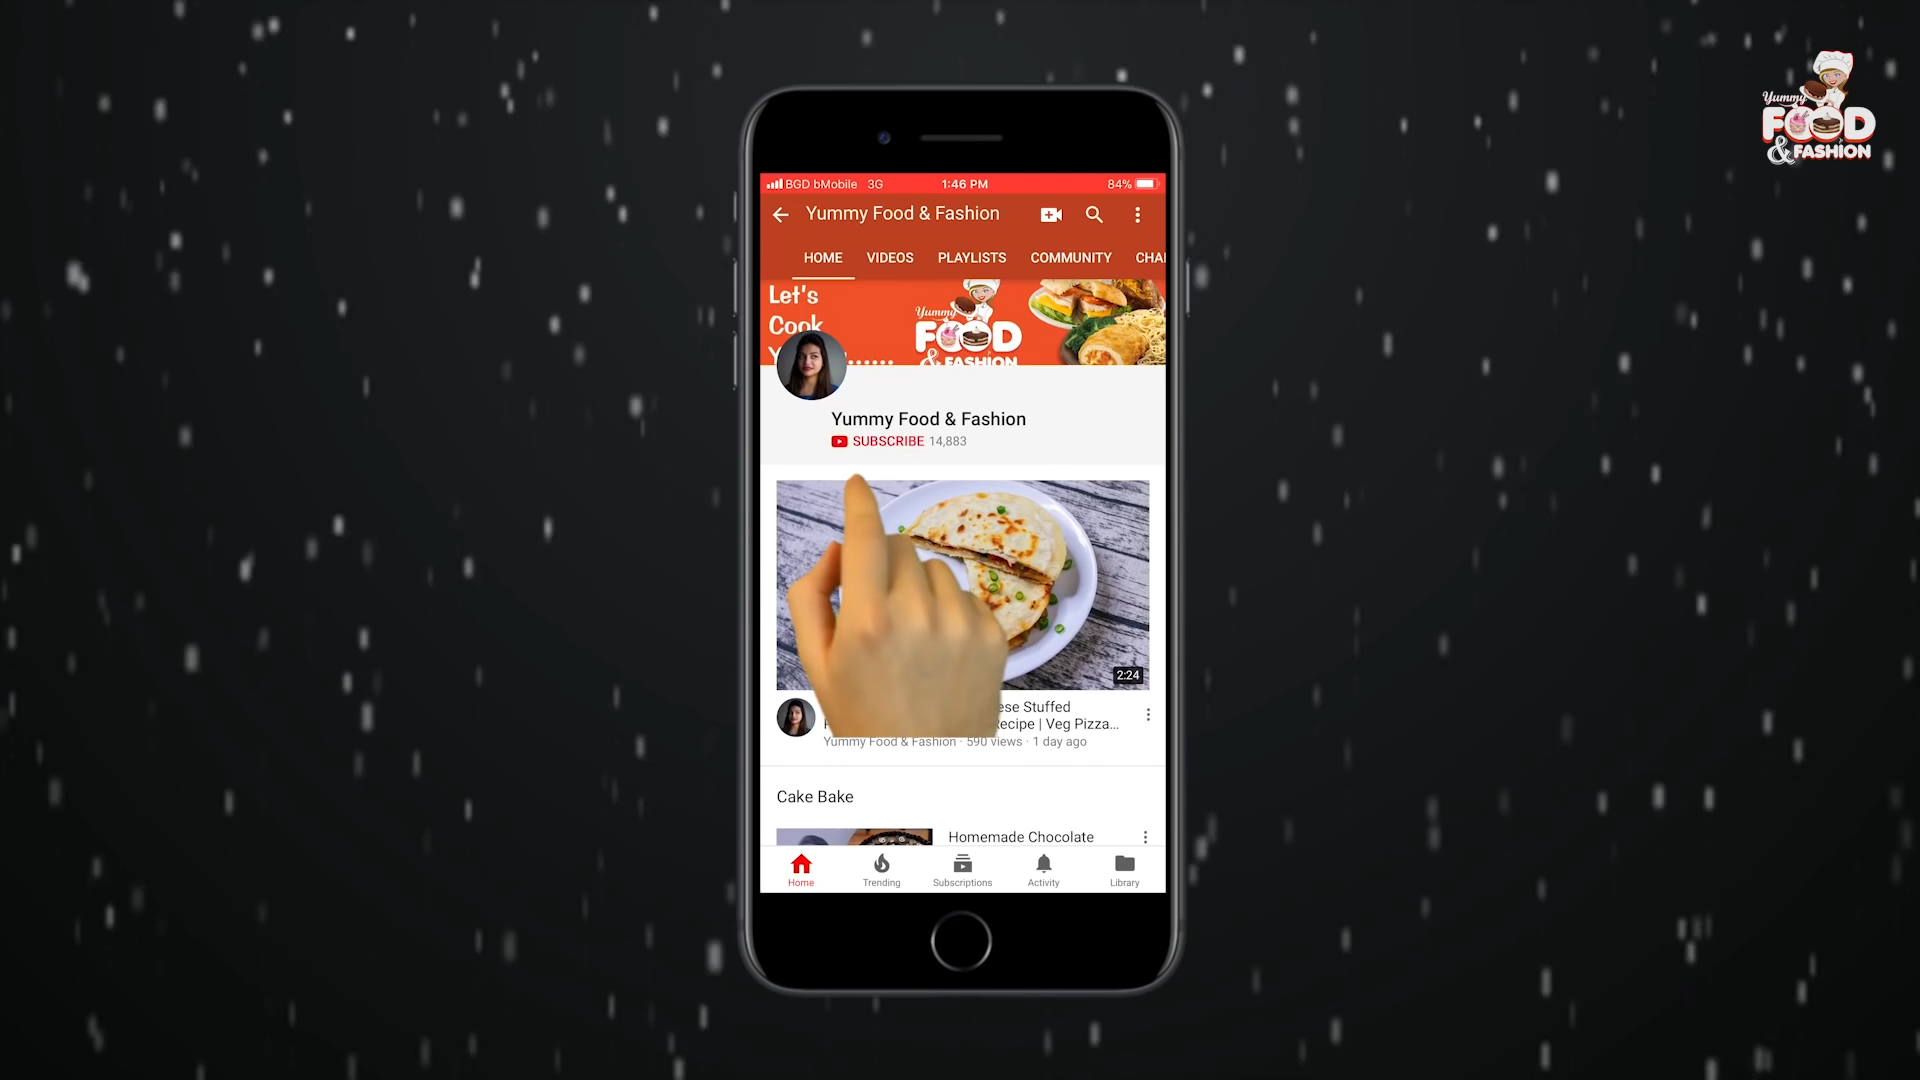 Yummy
FOOD
& FASHION
BGD bMobile 3G 1:46 PM 84%
Yummy Food & Fashion
HOME VIDEOS PLAYLISTS COMMUNITY CHA
Let's
Cook
Yummy
FOOD
& FASHION
Yummy Food & Fashion
SUBSCRIBE 14,883
2:24
ese Stuffed
Recipe | Veg Pizza...
Yummy Food & Fashion · 590 views · 1 day ago
Cake Bake
Homemade Chocolate
Home Trending Subscriptions Activity Library